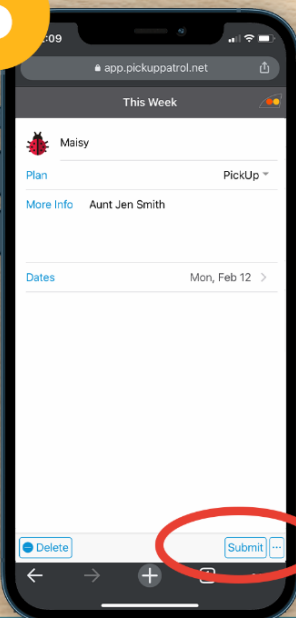 :09
app.pickuppatrol.net
This Week
Maisy
Plan PickUp
More Info Aunt Jen Smith
Dates Mon, Feb 12 >
Delete
Submit ...